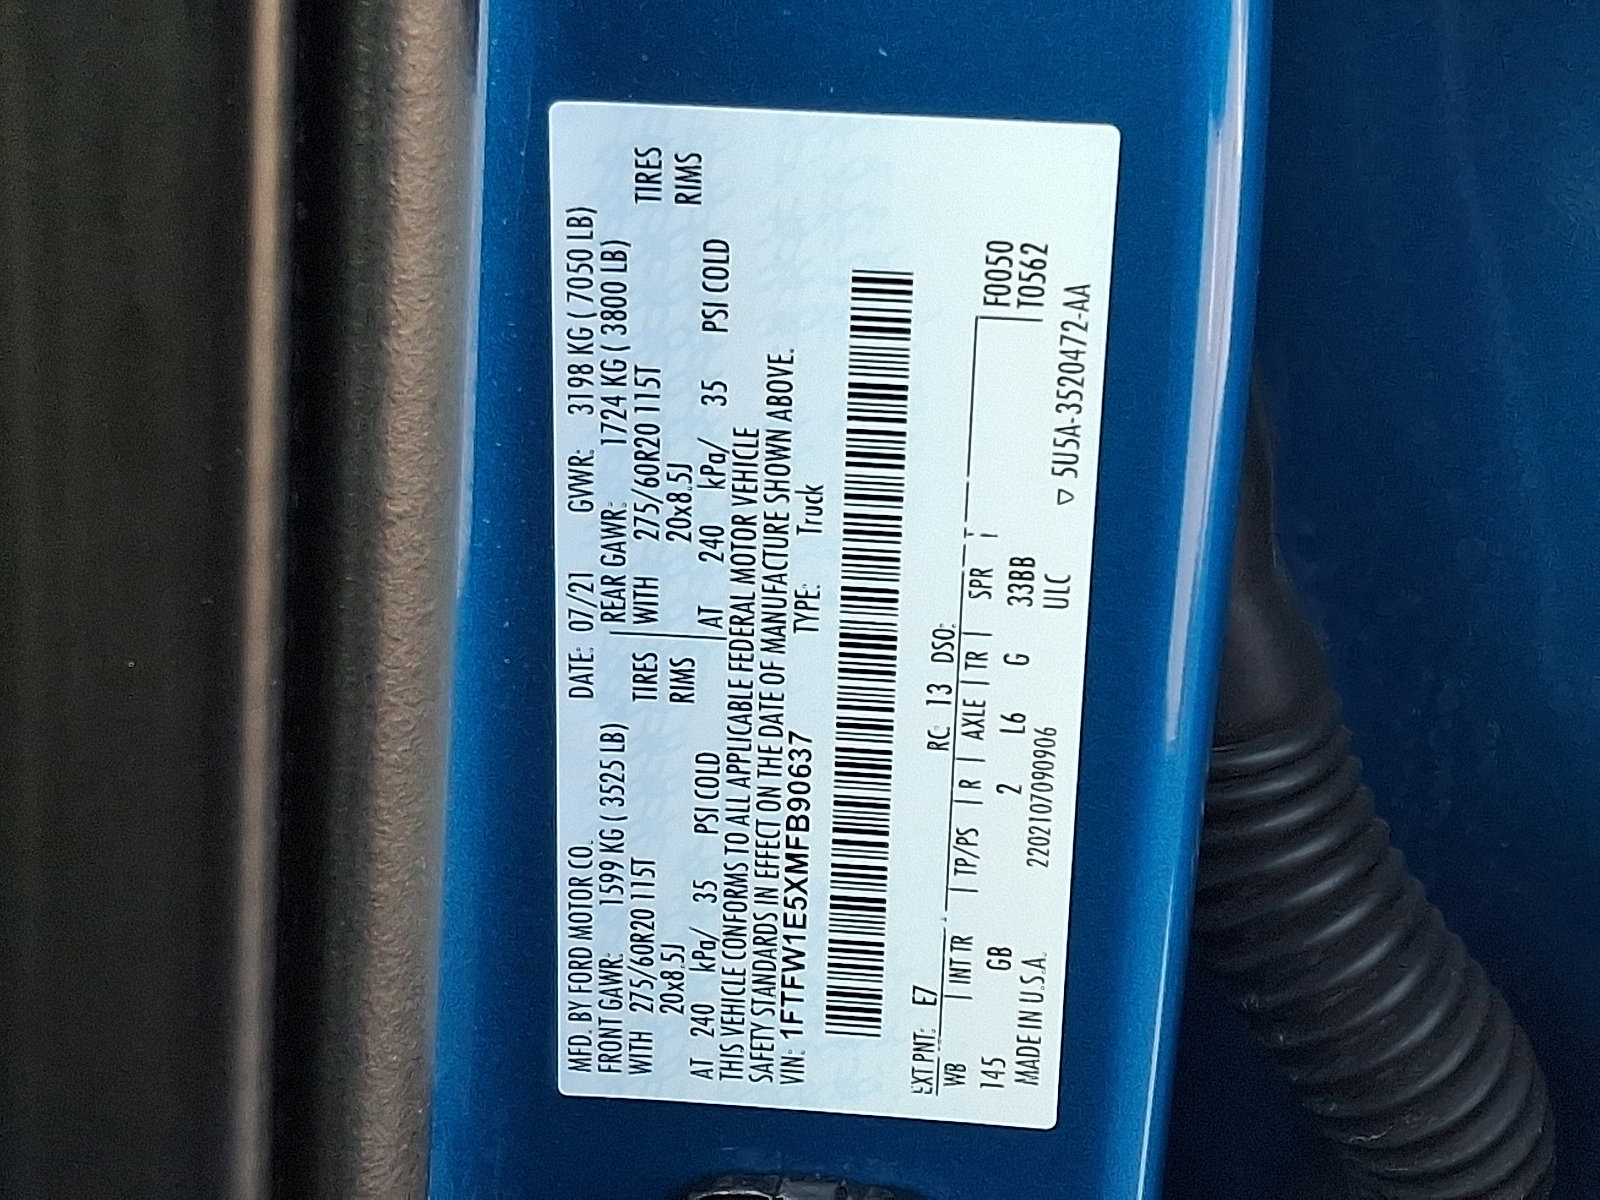 MFD. BY FORD MOTOR CO. DATE: 07/21 GVWR: 3198 KG ( 7050 LB)
FRONT GAWR: 1599 KG ( 3525 LB) REAR GAWR: 1724 KG ( 3800 LB)
WITH 275/60R20 115T TIRES WITH 275/60R20 115T TIRES
20x8.5J RIMS 20x8.5J RIMS
AT 240 kPa/ 35 PSI COLD AT 240 kPa/ 35 PSI COLD
THIS VEHICLE CONFORMS TO ALL APPLICABLE FEDERAL MOTOR VEHICLE
SAFETY STANDARDS IN EFFECT ON THE DATE OF MANUFACTURE SHOWN ABOVE.
VIN: 1FTFW1E5XMFB90637 TYPE: Truck
EXT PNT: E7 RC: 13 DSO:
WB INT TR TP/PS R AXLE TR SPR F0050
145 GB 2 L6 G 33BB T0562
MADE IN U.S.A. 22021070909​06 ULC ▽ 5U5A-3520472-AA